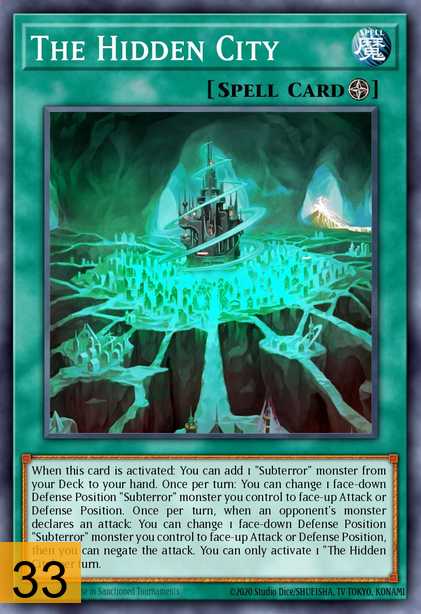 THE HIDDEN CITY
SPELL
魔
[SPELL CARD]
When this card is activated: You can add 1 "Subterror" monster from
your Deck to your hand. Once per turn: You can change 1 face-down
Defense Position "Subterror" monster you control to face-up Attack or
Defense Position. Once per turn, when an opponent's monster
declares an attack: You can change 1 face-down Defense Position
"Subterror" monster you control to face-up Attack or Defense Position,
then you can negate the attack. You can only activate 1 "The Hidden
per turn.
33
in Sanctioned Tournaments
©2020 Studio Dice/SHUEISHA, TV TOKYO, KONAMI